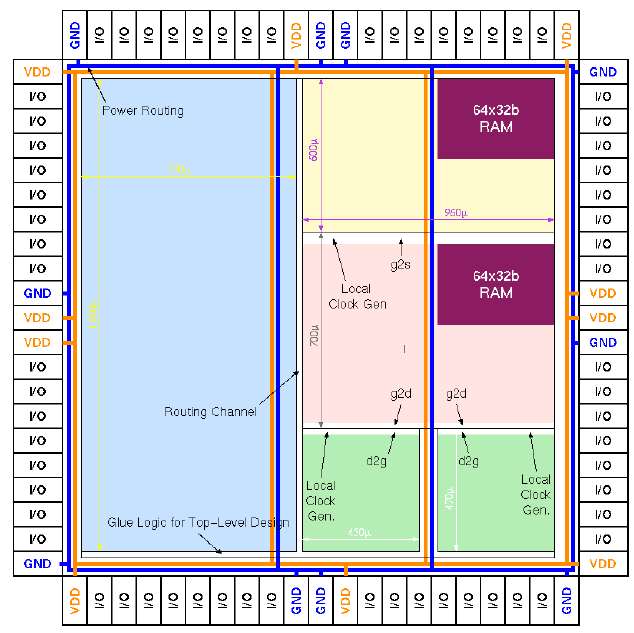 GND
I/O
I/O
I/O
I/O
I/O
I/O
I/O
I/O
VDD
GND
GND
I/O
I/O
I/O
I/O
I/O
I/O
I/O
I/O
VDD
VDD
GND
Power Routing
I/O
I/O
64x32b
RAM
I/O
I/O
600µ
I/O
I/O
I/O
I/O
I/O
I/O
960µ
I/O
I/O
g2s
I/O
I/O
64x32b
RAM
Local
Clock Gen
GND
VDD
VDD
VDD
700µ
VDD
GND
I/O
I/O
I/O
I/O
g2d
g2d
Routing Channel
I/O
I/O
I/O
I/O
d2g
d2g
I/O
I/O
Local
Clock
Gen.
Local
Clock
Gen.
470µ
I/O
I/O
Glue Logic for Top-Level Design
I/O
I/O
450µ
I/O
I/O
GND
VDD
VDD
I/O
I/O
I/O
I/O
I/O
I/O
I/O
I/O
GND
GND
VDD
I/O
I/O
I/O
I/O
I/O
I/O
I/O
I/O
GND